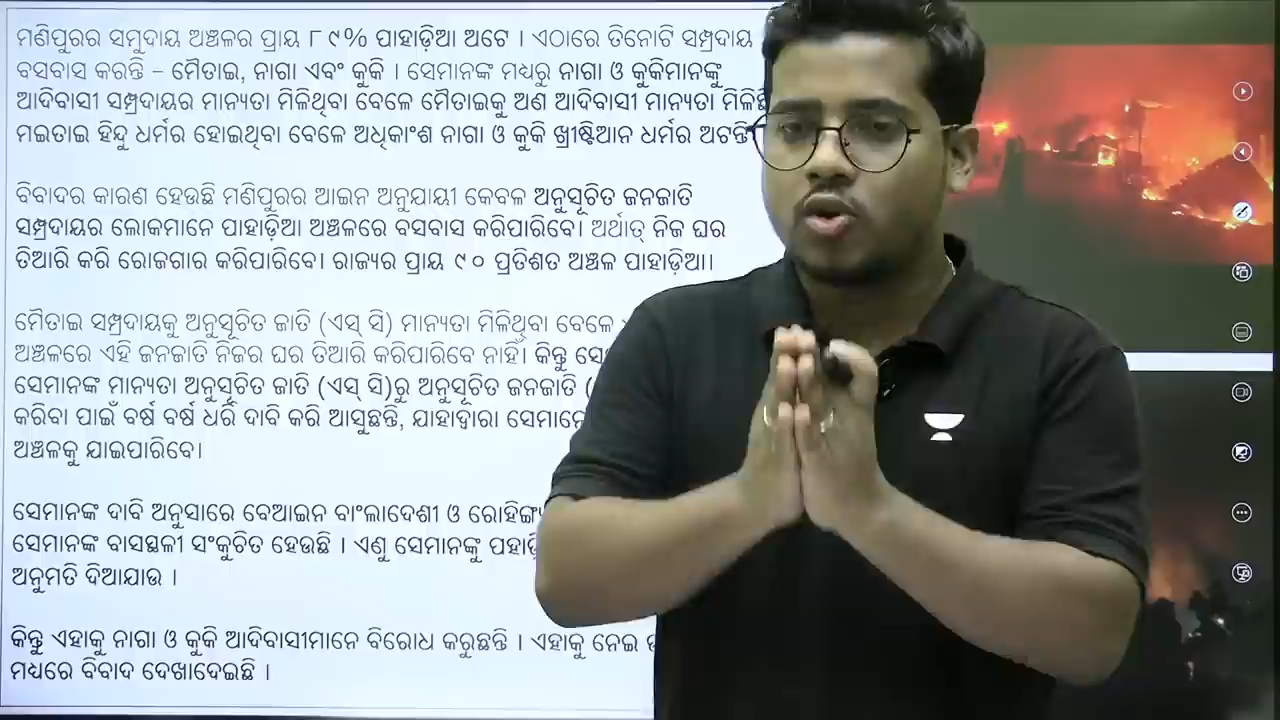 ମଣିପୁରର ସମୁଦାୟ ଅଞ୍ଚଳର ପ୍ରାୟ ୮୯% ପାହାଡ଼ିଆ ଅଟେ । ଏଠାରେ ତିନୋଟି ସମ୍ପ୍ରଦାୟ
ବସବାସ କରନ୍ତି – ମୈତାଇ, ନାଗା ଏବଂ କୁକି । ସେମାନଙ୍କ ମଧ୍ୟରୁ ନାଗା ଓ କୁକିମାନଙ୍କୁ
ଆଦିବାସୀ ସମ୍ପ୍ରଦାୟର ମାନ୍ୟତା ମିଳିଥିବା ବେଳେ ମୈତାଇକୁ ଅଣ ଆଦିବାସୀ ମାନ୍ୟତା
ମଇତାଇ ହିନ୍ଦୁ ଧର୍ମର ହୋଇଥିବା ବେଳେ ଅଧିକାଂଶ ନାଗା ଓ କୁକି ଖ୍ରୀଷ୍ଟିଆନ ଧର୍ମର ଅଟନ୍ତି
ବିବାଦର କାରଣ ହେଉଛି ମଣିପୁରର ଆଇନ ଅନୁଯାୟୀ କେବଳ ଅନୁସୂଚିତ ଜନଜାତି
ସମ୍ପ୍ରଦାୟର ଲୋକମାନେ ପାହାଡ଼ିଆ ଅଞ୍ଚଳରେ ବସବାସ କରିପାରିବେ। ଅର୍ଥାତ୍ ନିଜ ଘର
ତିଆରି କରି ରୋଜଗାର କରିପାରିବେ। ରାଜ୍ୟର ପ୍ରାୟ ୯୦ ପ୍ରତିଶତ ଅଞ୍ଚଳ ପାହାଡ଼ିଆ।।
ମୈତାଇ ସମ୍ପ୍ରଦାୟକୁ ଅନୁସୂଚିତ ଜାତି (ଏସ୍ ସି) ମାନ୍ୟତା ମିଳିଥିବା ବେଳେ
ଅଞ୍ଚଳରେ ଏହି ଜନଜାତି ନିଜର ଘର ତିଆରି କରିପାରିବେ ନାହିଁ। କିନ୍ତୁ
ସେମାନଙ୍କ ମାନ୍ୟତା ଅନୁସୂଚିତ ଜାତି (ଏସ୍ ସି)ରୁ ଅନୁସୂଚିତ ଜନଜାତି (
କରିବା ପାଇଁ ବର୍ଷ ବର୍ଷ ଧରି ଦାବି କରି ଆସୁଛନ୍ତି, ଯାହାଦ୍ୱାରା ସେମାନେ
ଅଞ୍ଚଳକୁ ଯାଇପାରିବେ।
ସେମାନଙ୍କ ଦାବି ଅନୁସାରେ ବେଆଇନ ବାଂଲାଦେଶୀ ଓ
ସେମାନଙ୍କ ବାସସ୍ଥଳୀ ସଂକୁଚିତ ହେଉଛି । ଏଣୁ ସେମାନଙ୍କୁ
ଅନୁମତି ଦିଆଯାଉ ।
କିନ୍ତୁ ଏହାକୁ ନାଗା ଓ କୁକି ଆଦିବାସୀମାନେ ବିରୋଧ କରୁଛନ୍ତି । ଏହାକୁ ନେଇ
ମଧ୍ୟରେ ବିବାଦ ଦେଖାଦେଇଛି ।